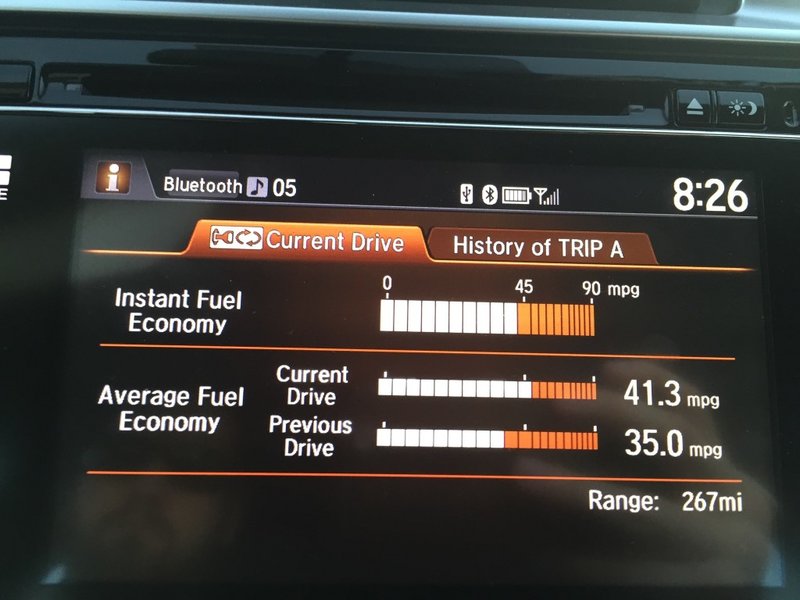 Bluetooth 05
8:26
Current Drive
History of TRIP A
0 45 90 mpg
Instant Fuel
Economy
Average Fuel
Economy
Current
Drive
41.3 mpg
Previous
Drive
35.0 mpg
Range: 267mi